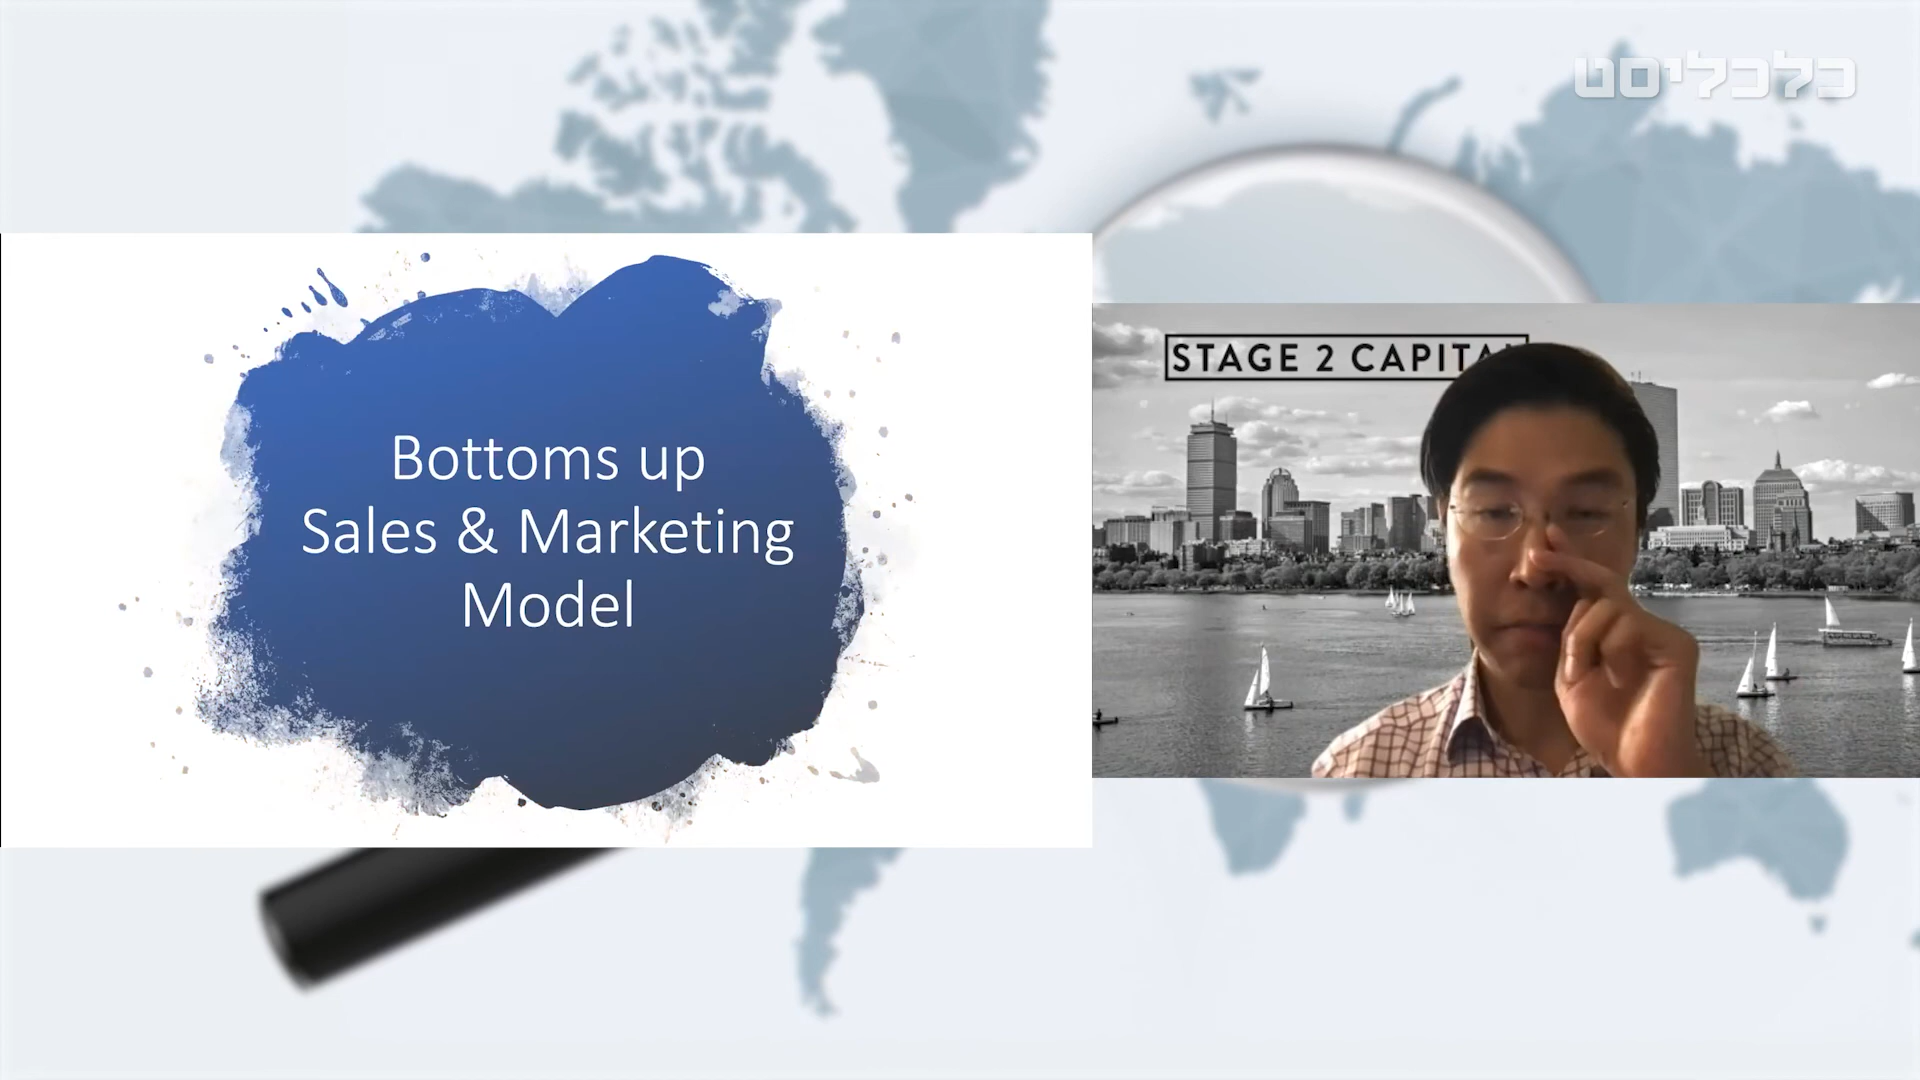 כלכליסט
Bottoms up
Sales & Marketing
Model
STAGE 2 CAPITA